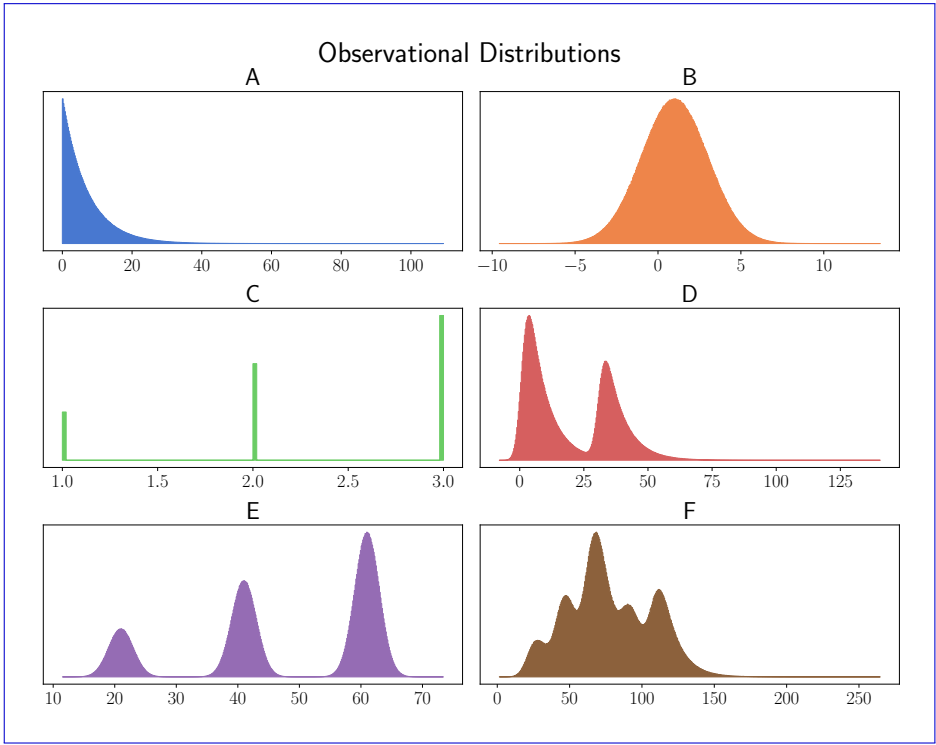 Observational Distributions
A
B
0 20 40 60 80 100
−10 −5 0 5 10
C
D
1.0 1.5 2.0 2.5 3.0
0 25 50 75 100 125
E
F
10 20 30 40 50 60 70
0 50 100 150 200 250